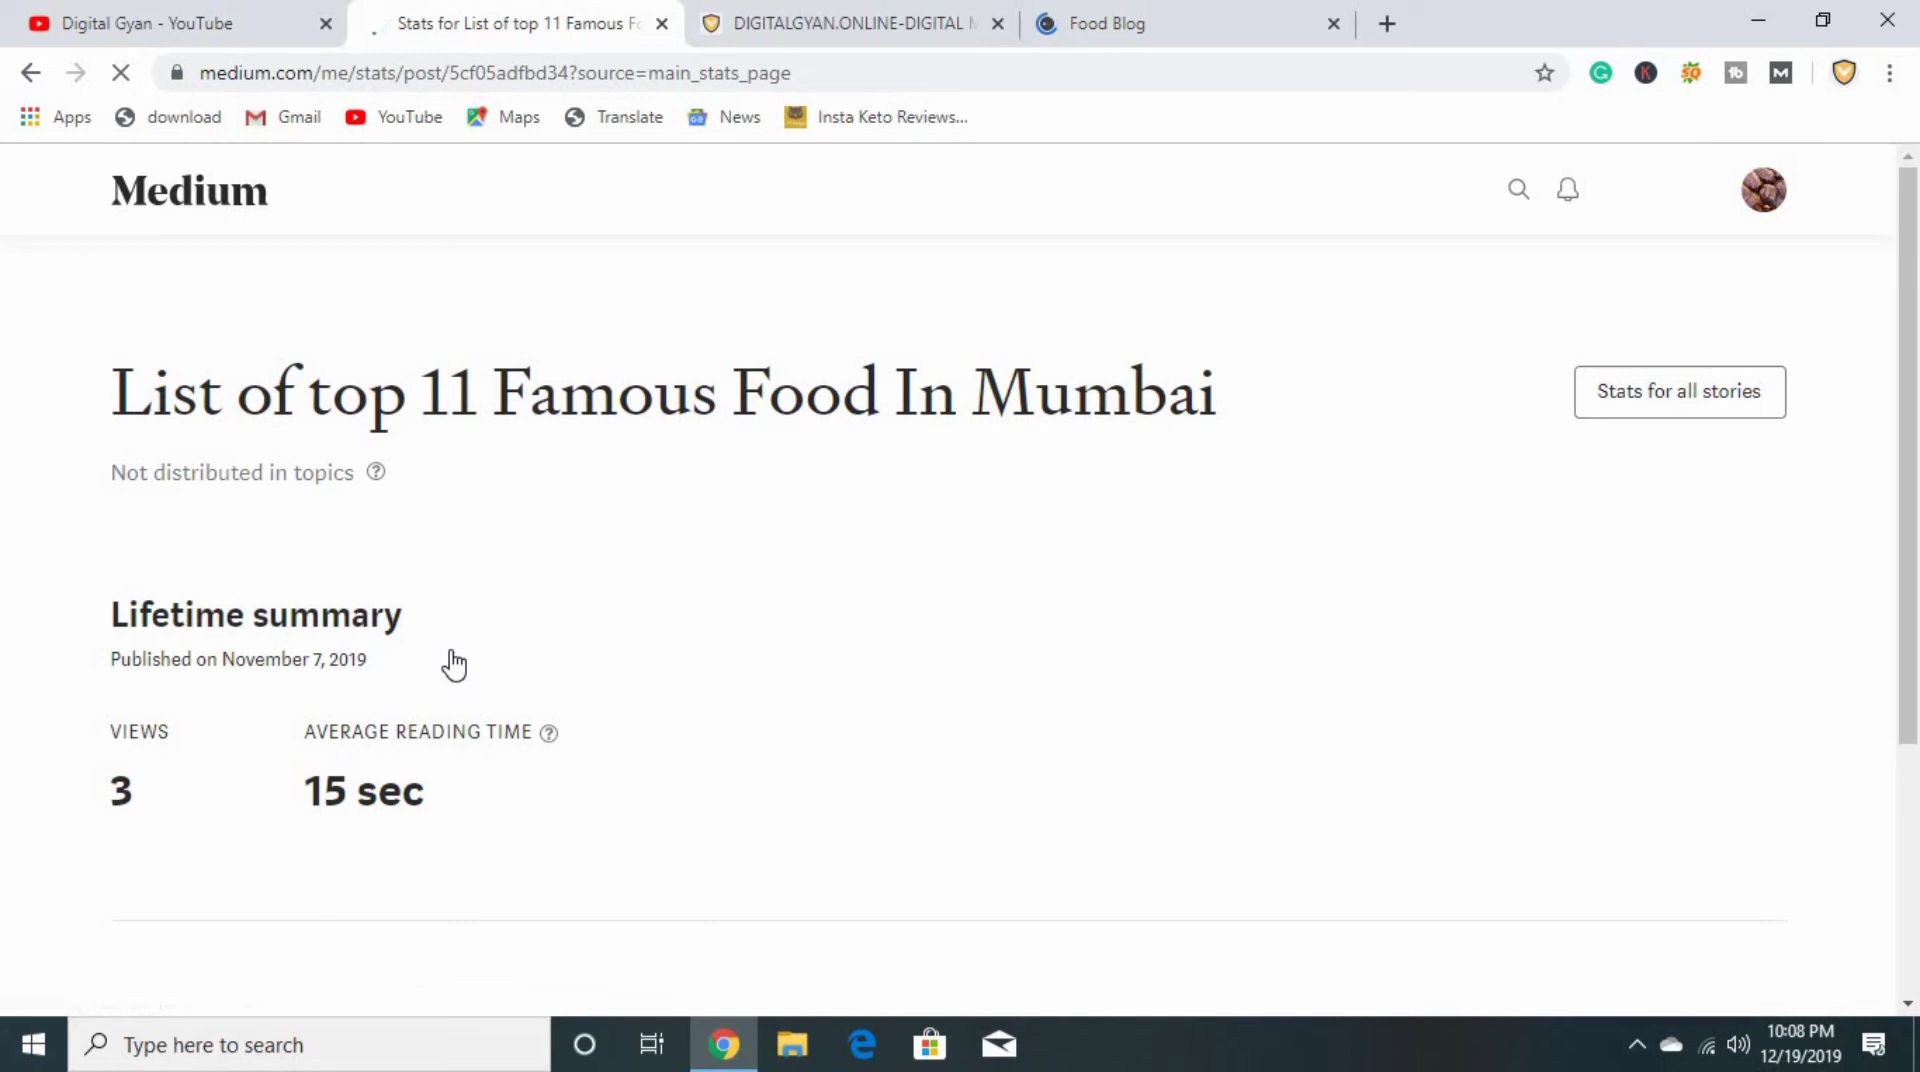 Digital Gyan - YouTube
Stats for List of top 11 Famous Fo
DIGITALGYAN.ONLINE-DIGITAL M
Food Blog
medium.com/me/stats/post/5cf05adfbd34?source=main_stats_page
Apps download Gmail YouTube Maps Translate News Insta Keto Reviews...
Medium
List of top 11 Famous Food In Mumbai
Stats for all stories
Not distributed in topics
Lifetime summary
Published on November 7, 2019
VIEWS AVERAGE READING TIME
3 15 sec
Type here to search
10:08 PM
12/19/2019